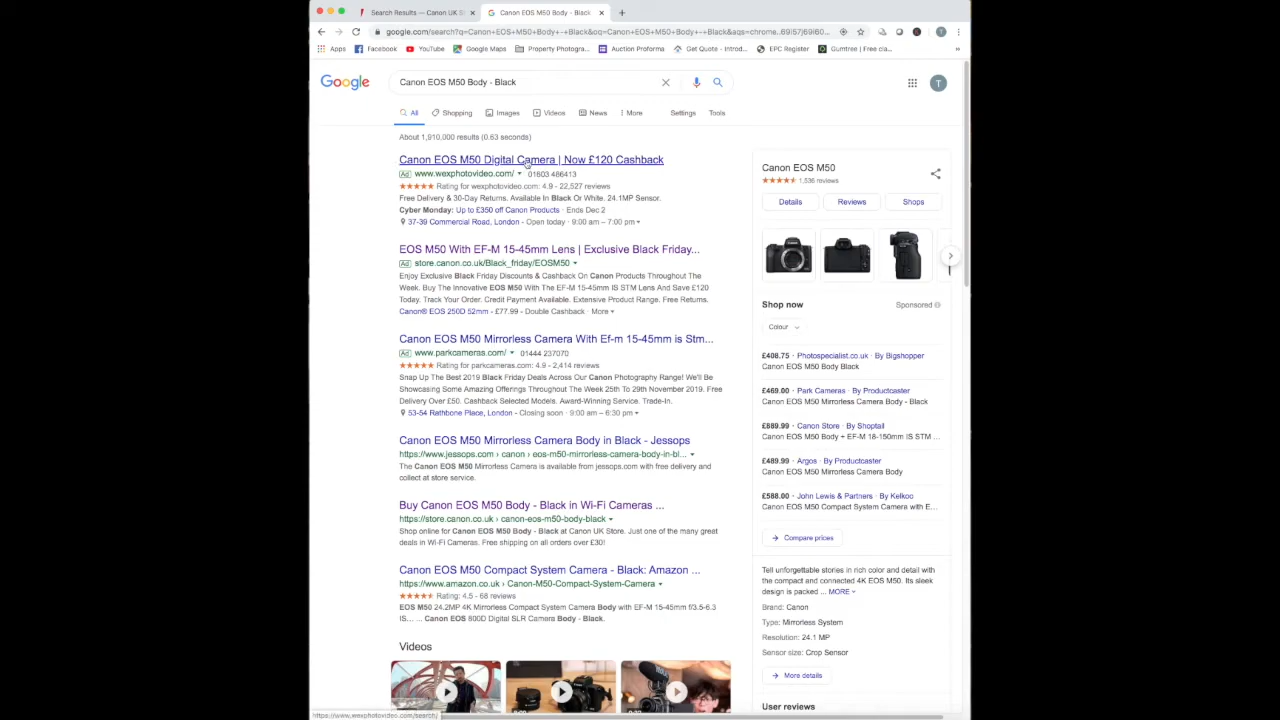 Search Results — Canon UK S
Canon EOS M50 Body - Black -
google.com/search?q=Canon+EOS+M50+Body+-+Black&oq=Canon+EOS+M50+Body+-+Black&aqs=chrome..69i57j69i60...
Apps Facebook YouTube Google Maps Property Photogra... Auction Proforma Get Quote - Introd... EPC Register Gumtree | Free cla... »
Google
Canon EOS M50 Body - Black
T
All Shopping Images Videos News More Settings Tools
About 1,910,000 results (0.63 seconds)
Canon EOS M50 Digital Camera | Now £120 Cashback
Ad www.wexphotovideo.com/ 01603 486413
Rating for wexphotovideo.com: 4.9 - 22,527 reviews
Free Delivery & 30-Day Returns. Available In Black Or White. 24.1MP Sensor.
Cyber Monday: Up to £350 off Canon Products · Ends Dec 2
37-39 Commercial Road, London - Open today · 9:00 am – 7:00 pm
EOS M50 With EF-M 15-45mm Lens | Exclusive Black Friday...
Ad store.canon.co.uk/Black_friday/EOSM50
Enjoy Exclusive Black Friday Discounts & Cashback On Canon Products Throughout The
Week. Buy The Innovative EOS M50 With The EF-M 15-45mm IS STM Lens And Save £120
Today. Track Your Order. Credit Payment Available. Extensive Product Range. Free Returns.
Canon® EOS 250D 52mm - £77.99 - Double Cashback · More
Canon EOS M50 Mirrorless Camera With Ef-m 15-45mm is Stm...
Ad www.parkcameras.com/ 01444 237070
Rating for parkcameras.com: 4.9 - 2,414 reviews
Snap Up The Best 2019 Black Friday Deals Across Our Canon Photography Range! We'll Be
Showcasing Some Amazing Offerings Throughout The Week 25th To 29th November 2019. Free
Delivery Over £50. Cashback Selected Models. Award-Winning Service. Trade-In.
53-54 Rathbone Place, London - Closing soon · 9:00 am – 6:30 pm
Canon EOS M50 Mirrorless Camera Body in Black - Jessops
https://www.jessops.com › canon › eos-m50-mirrorless-camera-body-in-bl...
The Canon EOS M50 Mirrorless Camera is available from jessops.com with free delivery and
collect at store service.
Buy Canon EOS M50 Body - Black in Wi-Fi Cameras ...
https://store.canon.co.uk › canon-eos-m50-body-black
Shop online for Canon EOS M50 Body - Black at Canon UK Store. Just one of the many great
deals in Wi-Fi Cameras. Free shipping on all orders over £30!
Canon EOS M50 Compact System Camera - Black: Amazon ...
https://www.amazon.co.uk › Canon-M50-Compact-System-Camera
Rating: 4.5 - 68 reviews
EOS M50 24.2MP 4K Mirrorless Compact System Camera Body with EF-M 15-45mm f/3.5-6.3
IS... ... Canon EOS 800D Digital SLR Camera Body - Black.
Videos
Canon EOS M50
1,536 reviews
Details Reviews Shops
Shop now Sponsored
Colour
£408.75 · Photospecialist.co.uk · By Bigshopper
Canon EOS M50 Body Black
£469.00 · Park Cameras · By Productcaster
Canon EOS M50 Mirrorless Camera Body - Black
£889.99 · Canon Store · By Shoptail
Canon EOS M50 Body + EF-M 18-150mm IS STM ...
£489.99 · Argos · By Productcaster
Canon EOS M50 Mirrorless Camera Body
£588.00 · John Lewis & Partners · By Kelkoo
Canon EOS M50 Compact System Camera with E...
Compare prices
Tell unforgettable stories in rich color and detail with
the compact and connected 4K EOS M50. Its sleek
design is packed ... MORE
Brand: Canon
Type: Mirrorless System
Resolution: 24.1 MP
Sensor size: Crop Sensor
More details
User reviews
https://www.wexphotovideo.com/search/